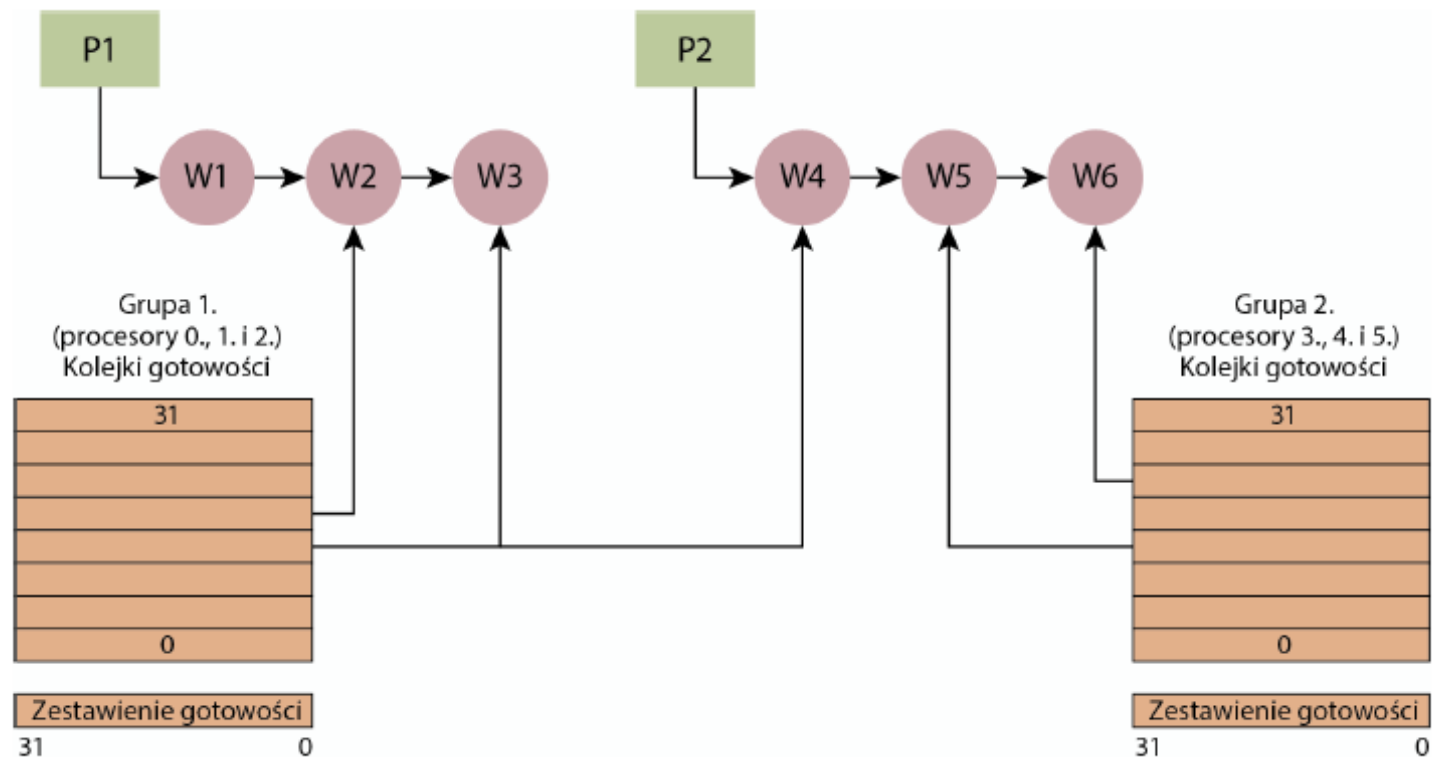 P1
P2
W1
W2
W3
W4
W5
W6
Grupa 1.
(procesory 0., 1. i 2.)
Kolejki gotowości
31
0
Zestawienie gotowości
31
0
Grupa 2.
(procesory 3., 4. i 5.)
Kolejki gotowości
31
0
Zestawienie gotowości
31
0